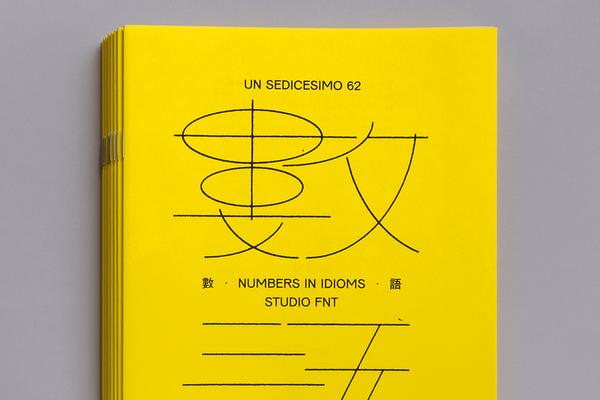 UN SEDICESIMO 62
數
數 · NUMBERS IN IDIOMS · 語
STUDIO FNT